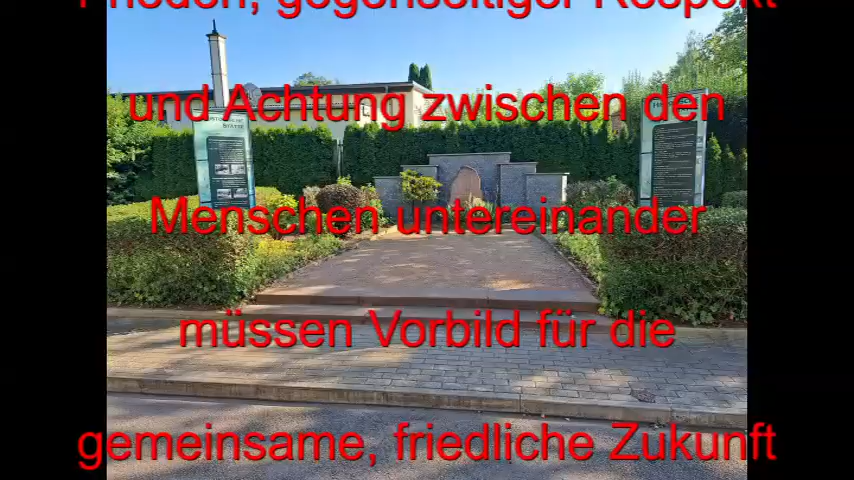 Frieden, gegenseitiger Respekt
und Achtung zwischen den
Menschen untereinander
müssen Vorbild für die
gemeinsame, friedliche Zukunft